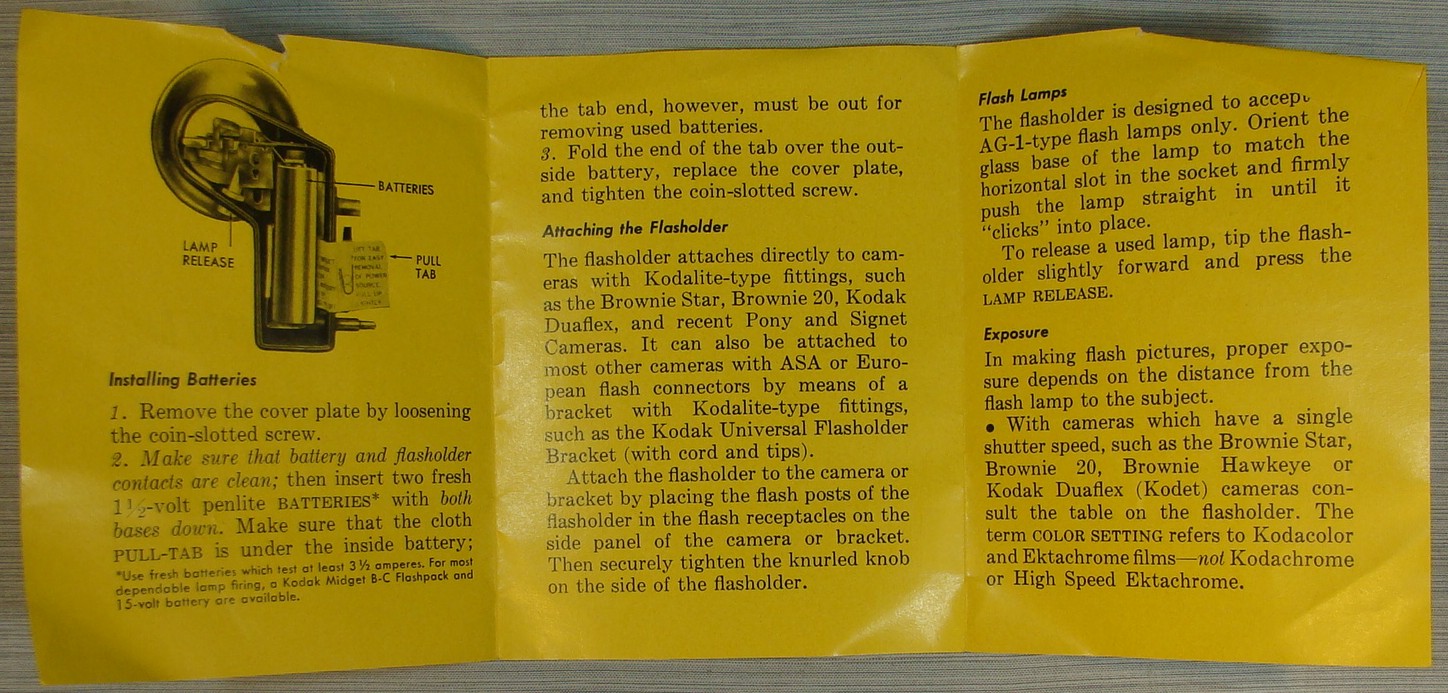 BATTERIES
LAMP
RELEASE
PULL
TAB
LIFT TAB
FOR EASY
REMOVAL
OF POWER
SOURCE.
Installing Batteries
1. Remove the cover plate by loosening
the coin-slotted screw.
2. Make sure that battery and flasholder
contacts are clean; then insert two fresh
1½-volt penlite BATTERIES* with both
bases down. Make sure that the cloth
PULL-TAB is under the inside battery;
*Use fresh batteries which test at least 3½ amperes. For most
dependable lamp firing, a Kodak Midget B-C Flashpack and
15-volt battery are available.
the tab end, however, must be out for
removing used batteries.
3. Fold the end of the tab over the out-
side battery, replace the cover plate,
and tighten the coin-slotted screw.
Attaching the Flasholder
The flasholder attaches directly to cam-
eras with Kodalite-type fittings, such
as the Brownie Star, Brownie 20, Kodak
Duaflex, and recent Pony and Signet
Cameras. It can also be attached to
most other cameras with ASA or Euro-
pean flash connectors by means of a
bracket with Kodalite-type fittings,
such as the Kodak Universal Flasholder
Bracket (with cord and tips).
Attach the flasholder to the camera or
bracket by placing the flash posts of the
flasholder in the flash receptacles on the
side panel of the camera or bracket.
Then securely tighten the knurled knob
on the side of the flasholder.
Flash Lamps
The flasholder is designed to accept
AG-1-type flash lamps only. Orient the
glass base of the lamp to match the
horizontal slot in the socket and firmly
push the lamp straight in until it
“clicks” into place.
To release a used lamp, tip the flash-
older slightly forward and press the
LAMP RELEASE.
Exposure
In making flash pictures, proper expo-
sure depends on the distance from the
flash lamp to the subject.
• With cameras which have a single
shutter speed, such as the Brownie Star,
Brownie 20, Brownie Hawkeye or
Kodak Duaflex (Kodet) cameras con-
sult the table on the flasholder. The
term COLOR SETTING refers to Kodacolor
and Ektachrome films—not Kodachrome
or High Speed Ektachrome.